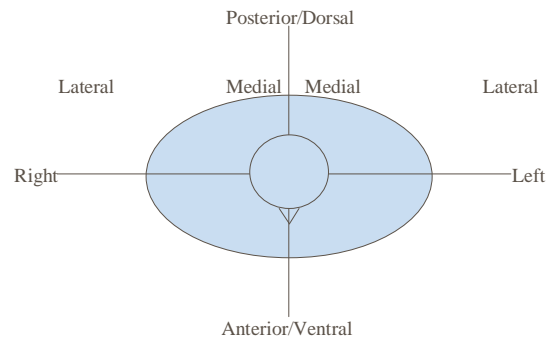 Posterior/Dorsal
Lateral
Medial
Medial
Lateral
Right
Left
Anterior/Ventral